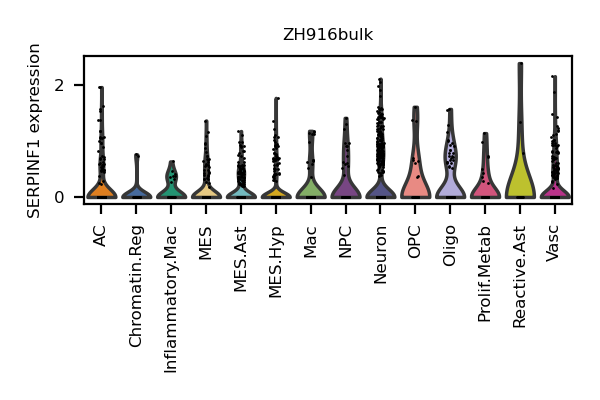 ZH916bulk
SERPINF1 expression
2
0
AC
Chromatin.Reg
Inflammatory.Mac
MES
MES.Ast
MES.Hyp
Mac
NPC
Neuron
OPC
Oligo
Prolif.Metab
Reactive.Ast
Vasc